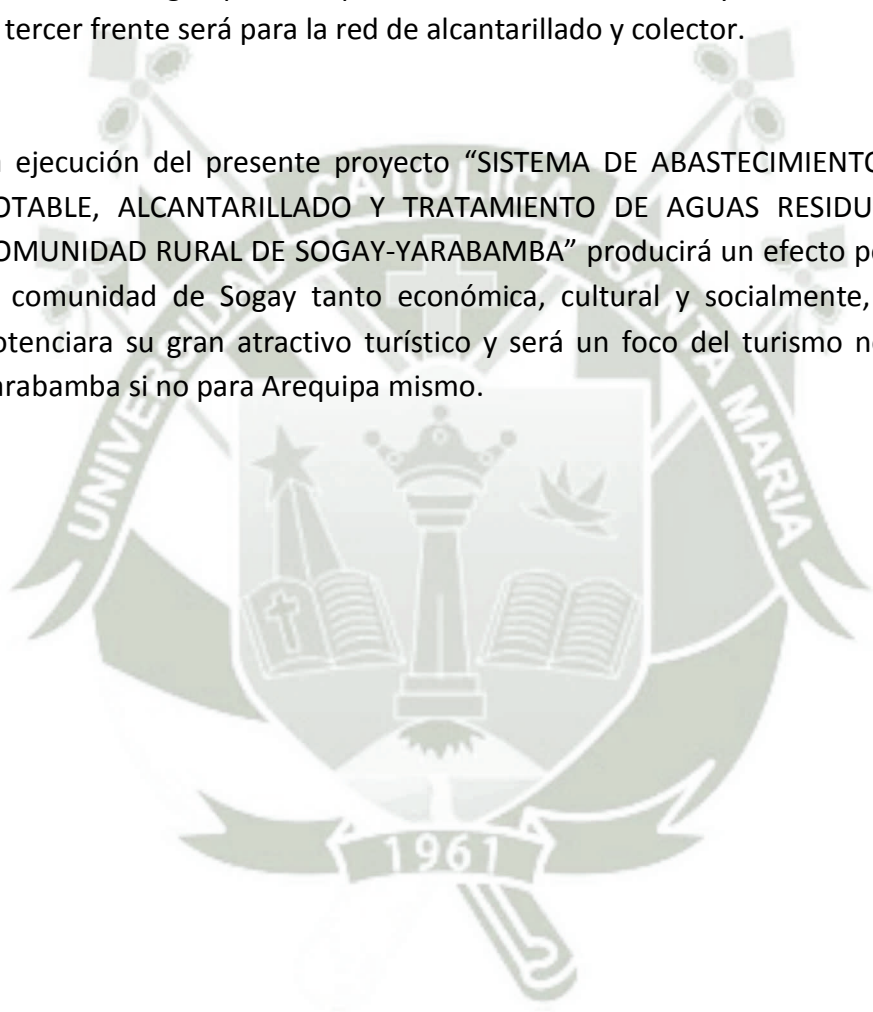 tercer frente será para la red de alcantarillado y colector.
ejecución del presente proyecto “SISTEMA DE ABASTECIMIENTO
OTABLE, ALCANTARILLADO Y TRATAMIENTO DE AGUAS RESIDU
OMUNIDAD RURAL DE SOGAY-YARABAMBA” producirá un efecto
comunidad de Sogay tanto económica, cultural y socialmente,
otenciara su gran atractivo turístico y será un foco del turismo
arabamba si no para Arequipa mismo.
UNIVERSIDAD CATOLICA SANTA MARIA
1961